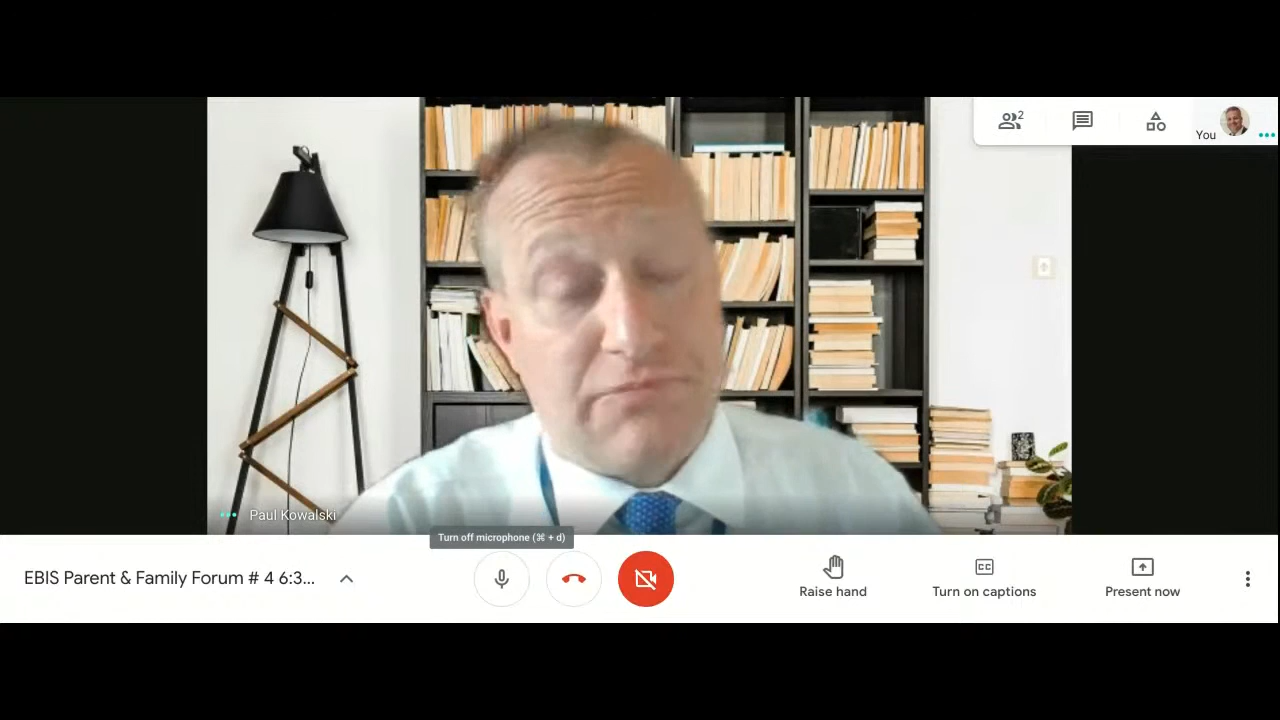 2
You
Paul Kowalski
Turn off microphone (⌘ + d)
EBIS Parent & Family Forum # 4 6:3...
CC
Raise hand
Turn on captions
Present now